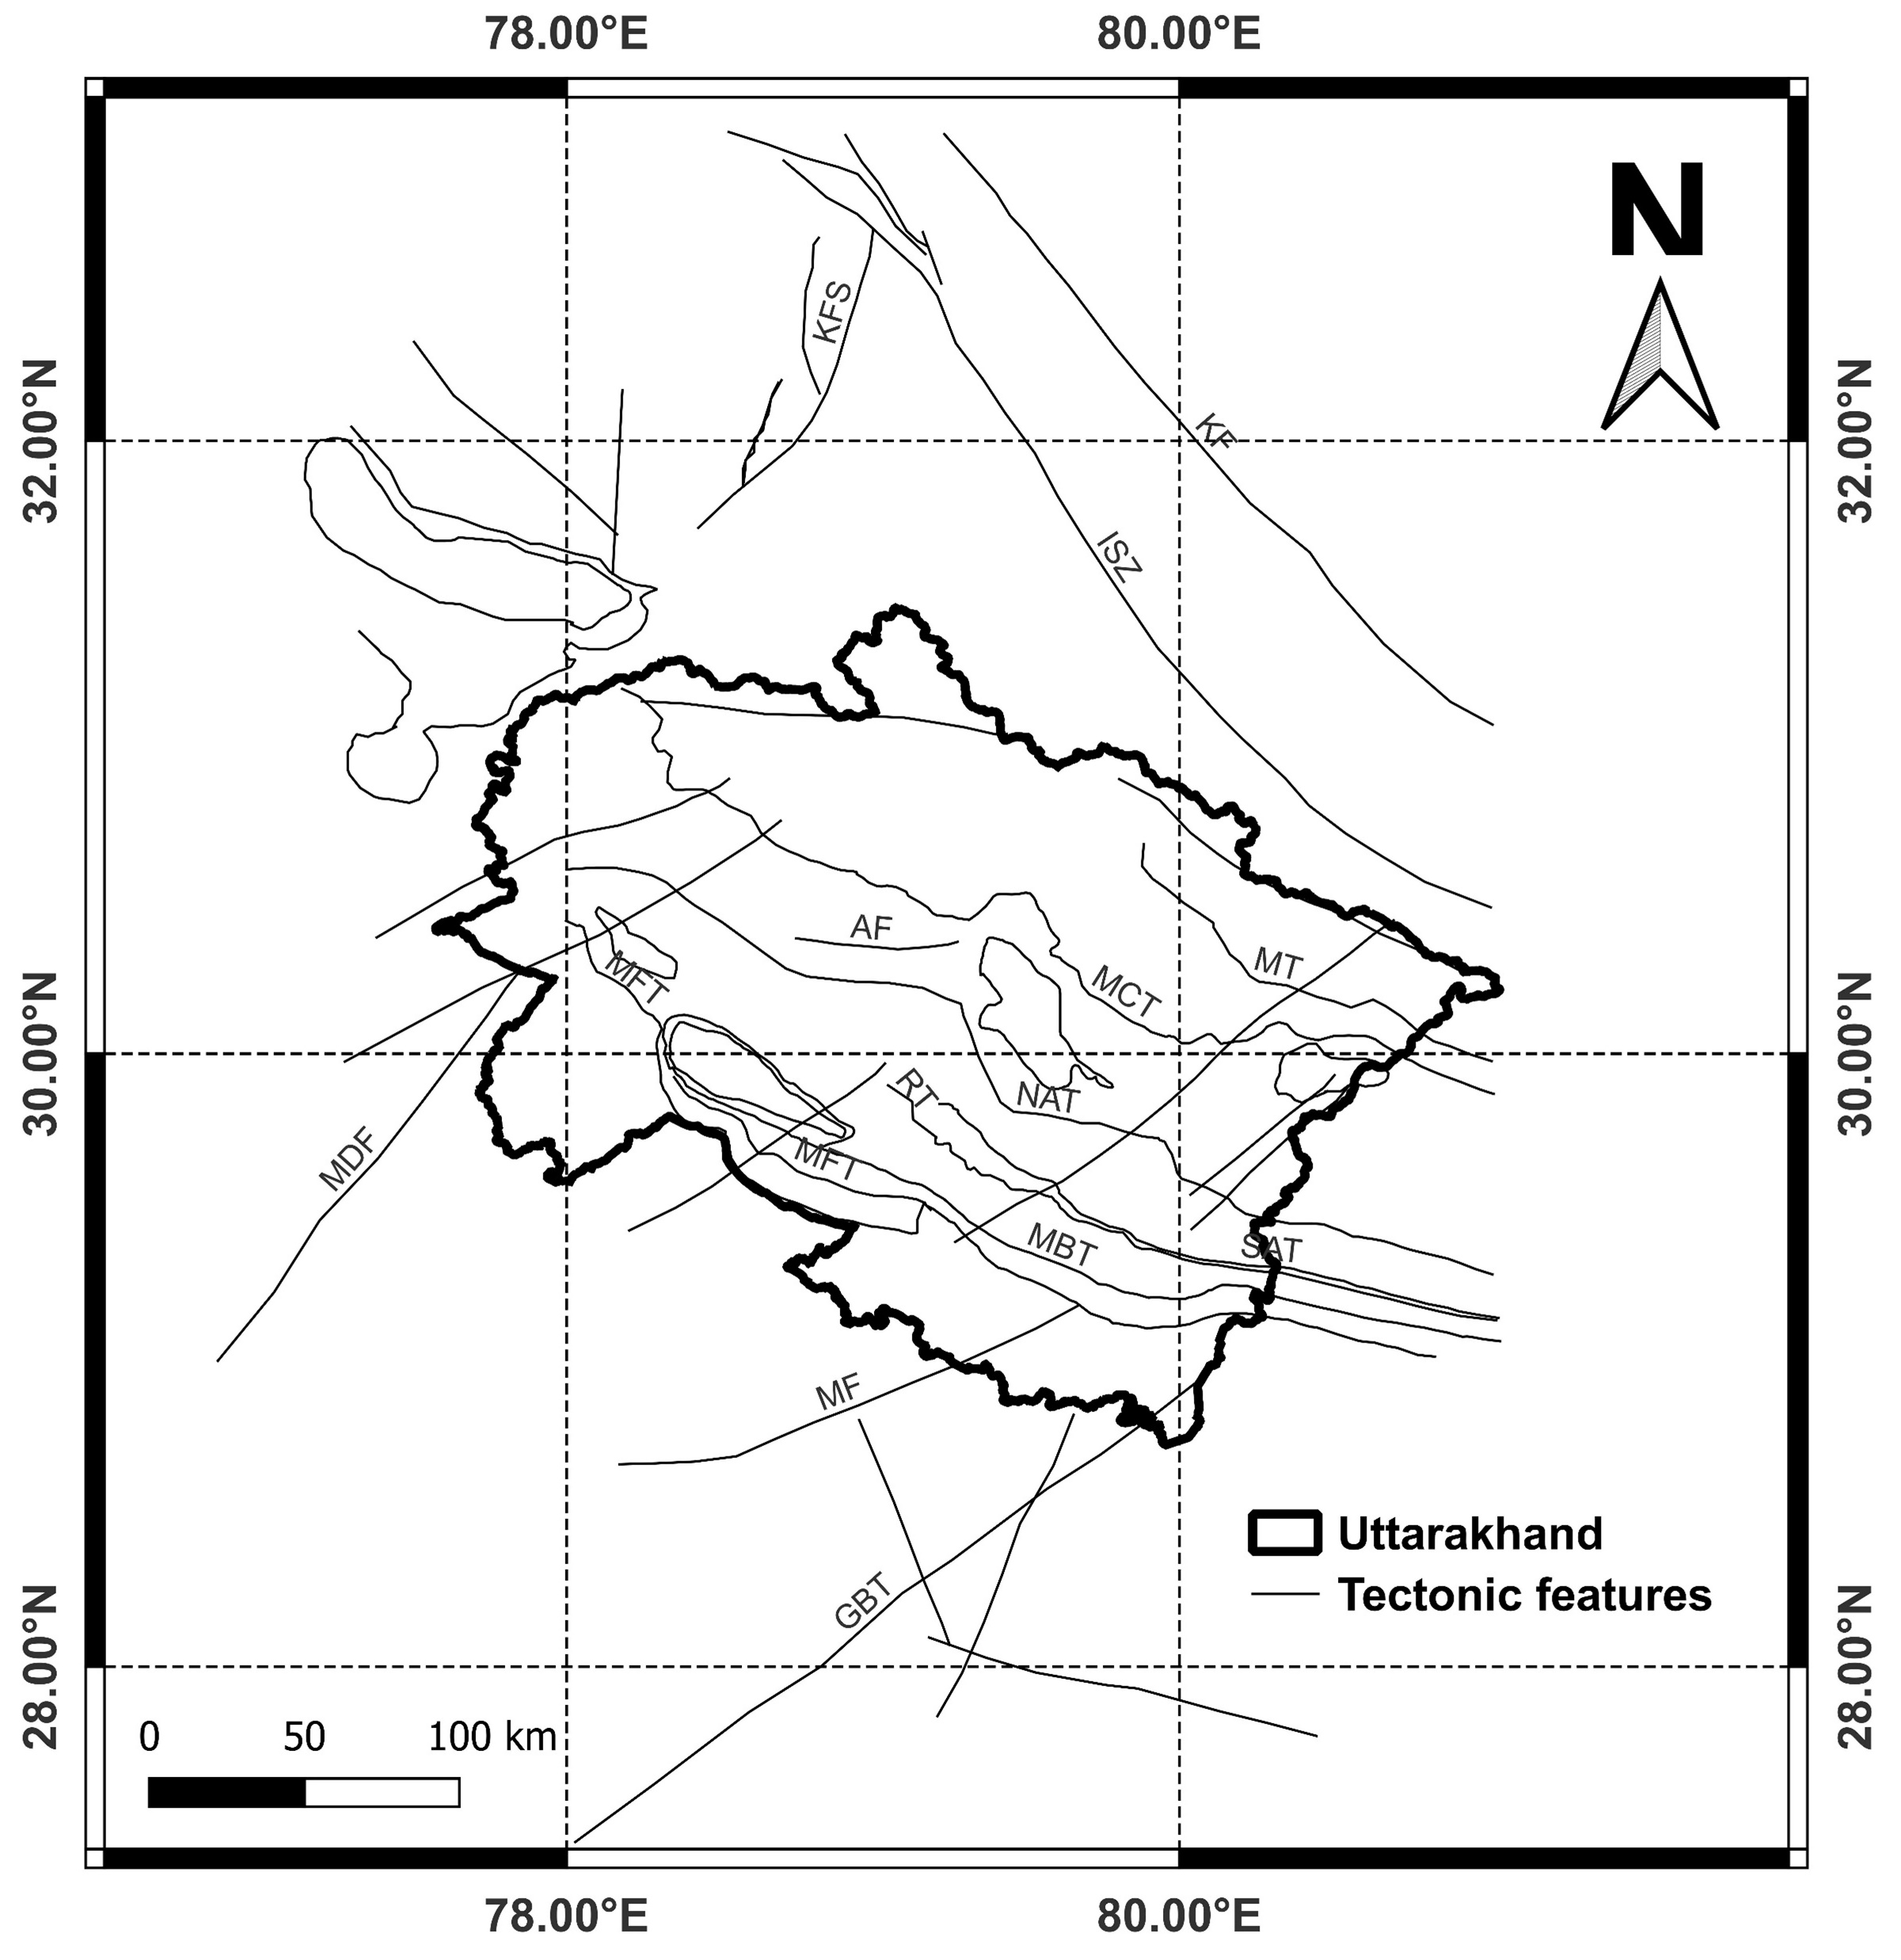 78.00°E
80.00°E
N
KFS
32.00°N
KF
32.00°N
ISZ
AF
MFT
MCT
MT
30.00°N
RT
NAT
30.00°N
MDF
MFT
MBT
SAT
MF
Uttarakhand
GBT
Tectonic features
28.00°N
28.00°N
0 50 100 km
78.00°E
80.00°E